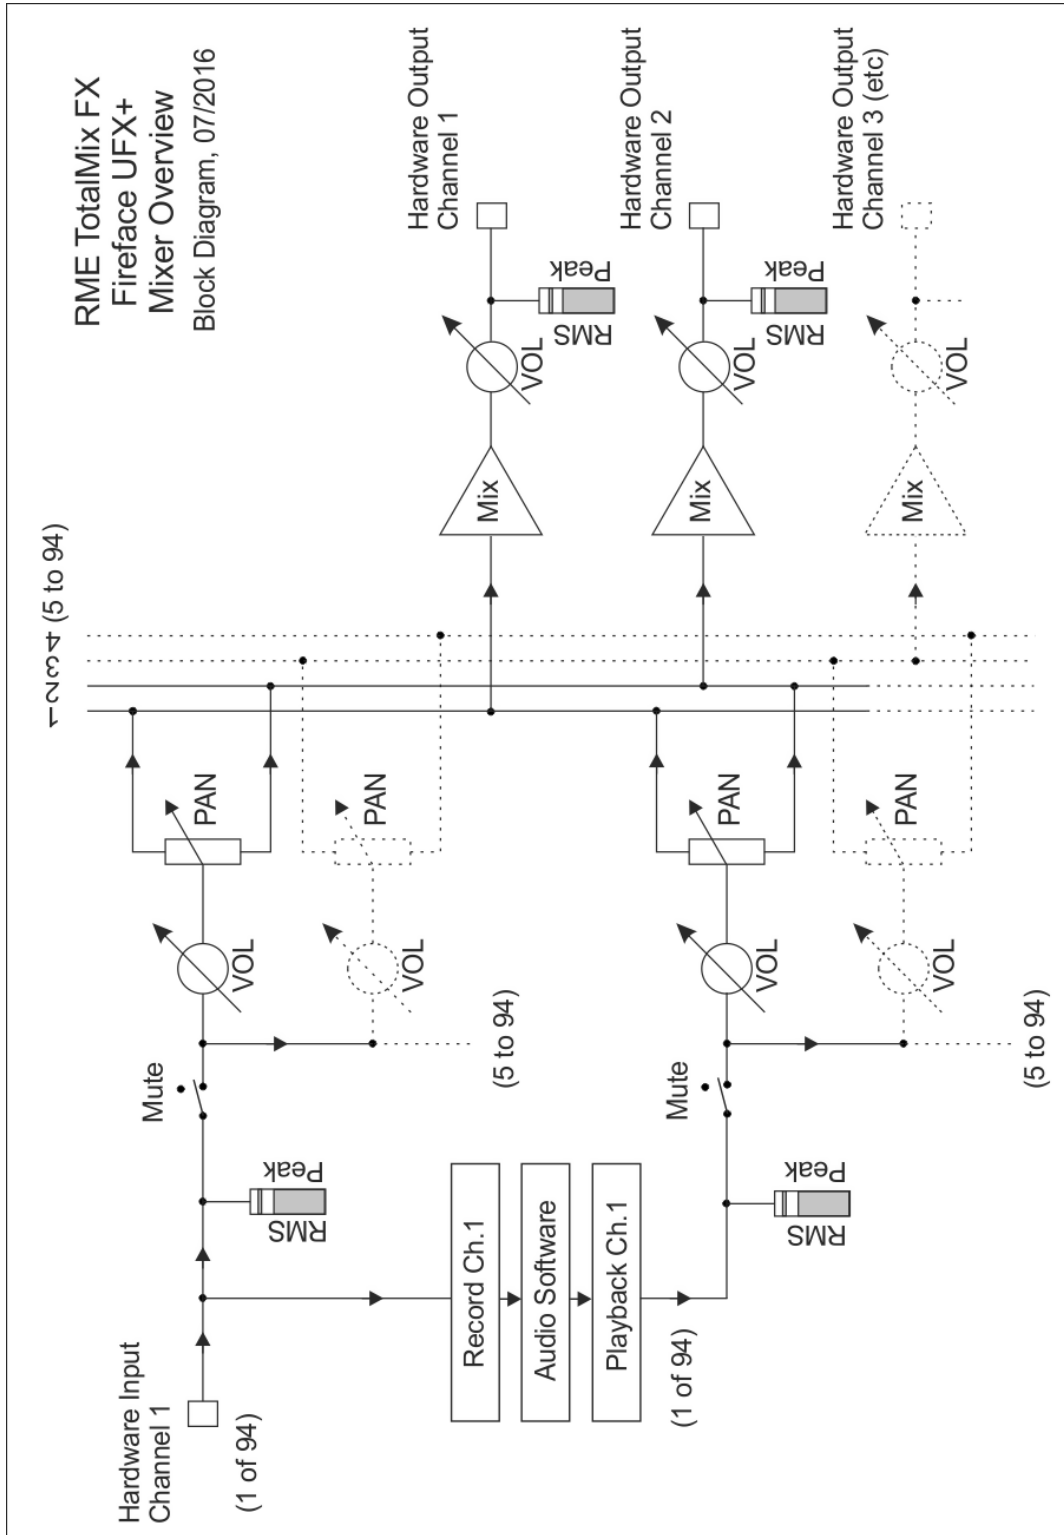 RME TotalMix FX
Fireface UFX+
Mixer Overview
Block Diagram, 07/2016
Hardware Input
Channel 1
(1 of 94)
RMS
Peak
Mute
VOL
PAN
VOL
PAN
(5 to 94)
1 2 3 4 (5 to 94)
Record Ch.1
Audio Software
Playback Ch.1
(1 of 94)
RMS
Peak
Mute
VOL
PAN
VOL
PAN
(5 to 94)
Mix
VOL
RMS
Peak
Hardware Output
Channel 1
Mix
VOL
RMS
Peak
Hardware Output
Channel 2
Mix
VOL
Hardware Output
Channel 3 (etc)